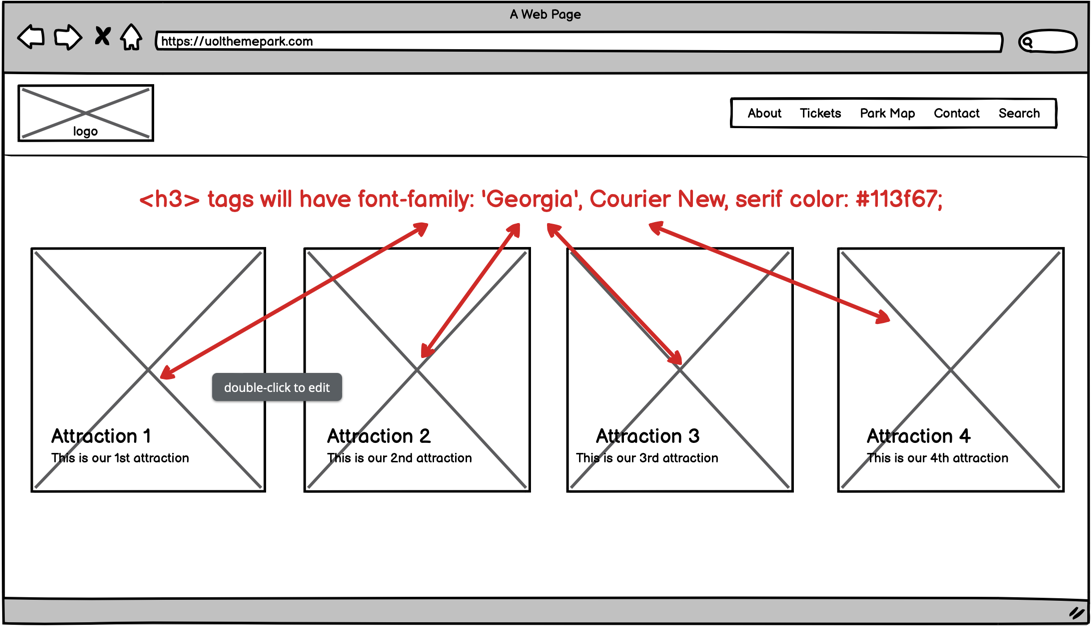 A Web Page
https://uolthemepark.com
logo
About Tickets Park Map Contact Search
<h3> tags will have font-family: 'Georgia', Courier New, serif color: #113f67;
double-click to edit
Attraction 1
This is our 1st attraction
Attraction 2
This is our 2nd attraction
Attraction 3
This is our 3rd attraction
Attraction 4
This is our 4th attraction